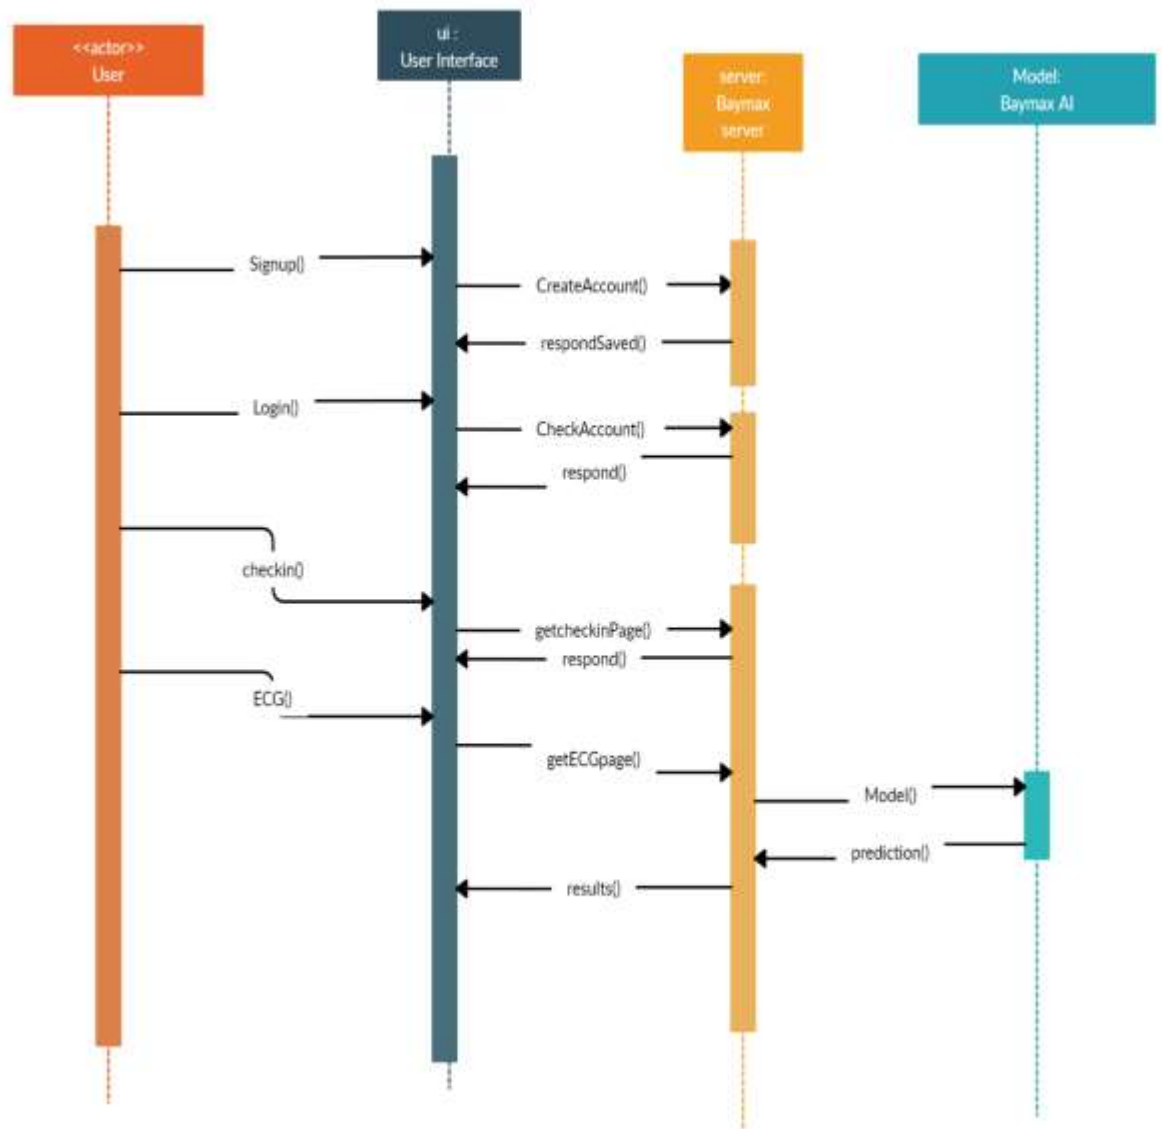 <<actor>>
User
ui :
User Interface
server:
Baymax
server
Model:
Baymax AI
Signup()
CreateAccount()
respondSaved()
Login()
CheckAccount()
respond()
checkin()
getcheckinPage()
respond()
ECG()
getECGpage()
Model()
prediction()
results()